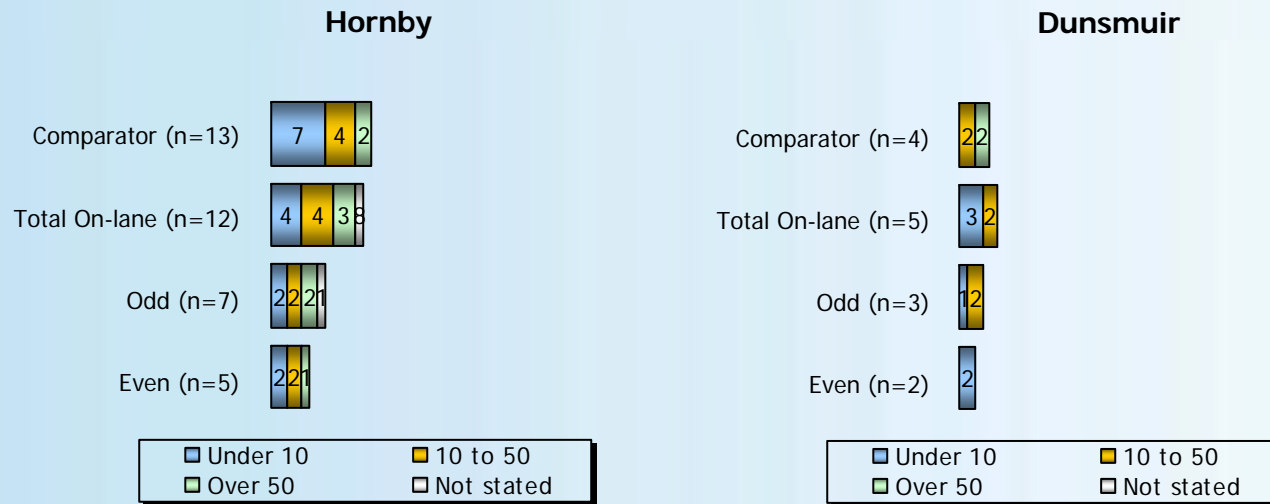 Hornby
Comparator (n=13) 7 4 2
Total On-lane (n=12) 4 4 3 8
Odd (n=7) 2 2 2 1
Even (n=5) 2 2 1
Under 10 10 to 50
Over 50 Not stated
Dunsmuir
Comparator (n=4) 2 2
Total On-lane (n=5) 3 2
Odd (n=3) 1 2
Even (n=2) 2
Under 10 10 to 50
Over 50 Not stated